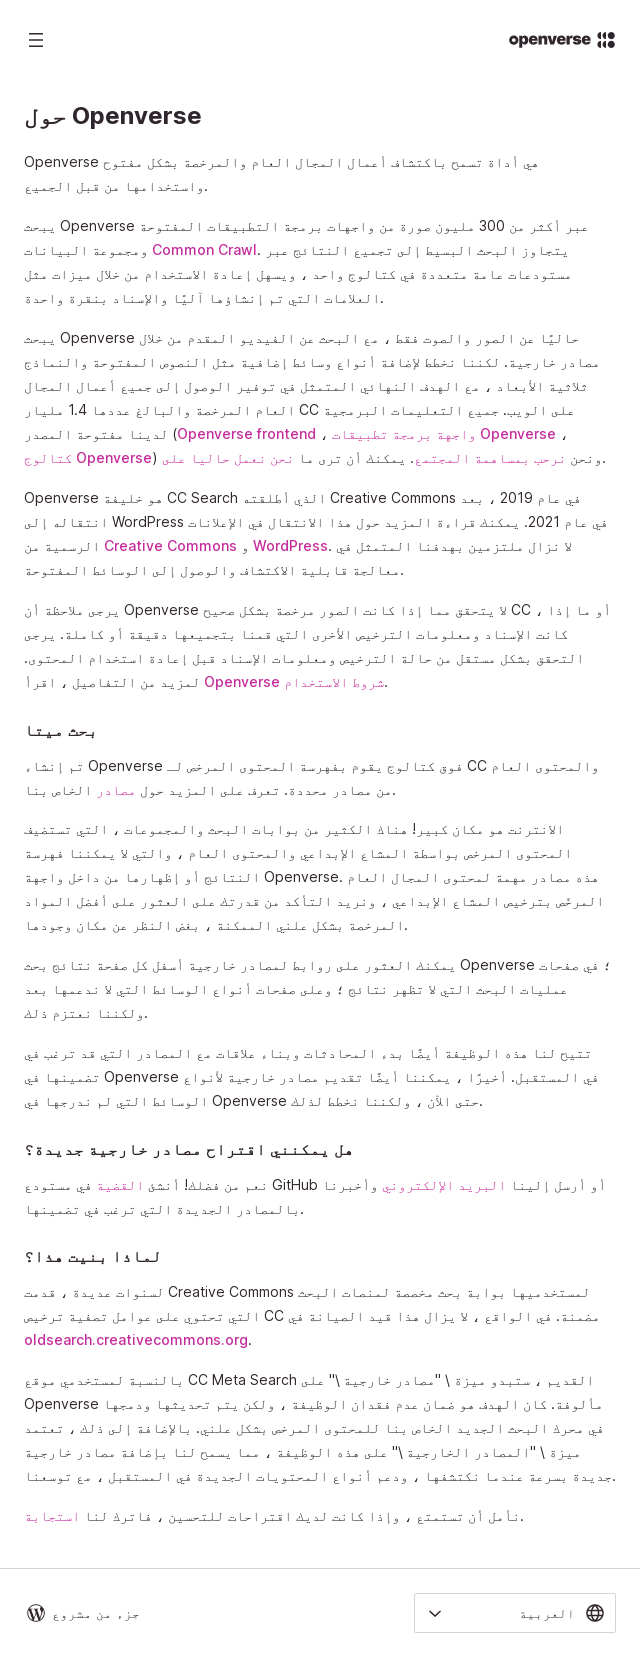 openverse
حول Openverse
Openverse هي أداة تسمح باكتشاف أعمال المجال العام والمرخصة بشكل مفتوح
واستخدامها من قبل الجميع.
يبحث Openverse عبر أكثر من 300 مليون صورة من واجهات برمجة التطبيقات المفتوحة
ومجموعة البيانات Common Crawl. يتجاوز البحث البسيط إلى تجميع النتائج عبر
مستودعات عامة متعددة في كتالوج واحد ، ويسهل إعادة الاستخدام من خلال ميزات مثل
العلامات التي تم إنشاؤها آليًا والإسناد بنقرة واحدة.
يبحث Openverse حاليًا عن الصور والصوت فقط ، مع البحث عن الفيديو المقدم من خلال
مصادر خارجية. لكننا نخطط لإضافة أنواع وسائط إضافية مثل النصوص المفتوحة والنماذج
ثلاثية الأبعاد ، مع الهدف النهائي المتمثل في توفير الوصول إلى جميع أعمال المجال
العام المرخصة والبالغ عددها 1.4 مليار CC على الويب. جميع التعليمات البرمجية
لدينا مفتوحة المصدر (Openverse frontend ، واجهة برمجة تطبيقات Openverse ،
كتالوج Openverse) ونحن نرحب بمساهمة المجتمع. يمكنك أن ترى ما نحن نعمل حاليا على.
Openverse هو خليفة CC Search الذي أطلقته Creative Commons في عام 2019 ، بعد
انتقاله إلى WordPress في عام 2021. يمكنك قراءة المزيد حول هذا الانتقال في الإعلانات
الرسمية من Creative Commons و WordPress. لا نزال ملتزمين بهدفنا المتمثل في
معالجة قابلية الاكتشاف والوصول إلى الوسائط المفتوحة.
يرجى ملاحظة أن Openverse لا يتحقق مما إذا كانت الصور مرخصة بشكل صحيح CC ، أو ما إذا
كانت الإسناد ومعلومات الترخيص الأخرى التي قمنا بتجميعها دقيقة أو كاملة. يرجى
التحقق بشكل مستقل من حالة الترخيص ومعلومات الإسناد قبل إعادة استخدام المحتوى.
لمزيد من التفاصيل ، اقرأ Openverse شروط الاستخدام.
بحث ميتا
تم إنشاء Openverse فوق كتالوج يقوم بفهرسة المحتوى المرخص لـ CC والمحتوى العام
من مصادر محددة. تعرف على المزيد حول مصادر الخاص بنا.
الانترنت هو مكان كبير! هناك الكثير من بوابات البحث والمجموعات ، التي تستضيف
المحتوى المرخص بواسطة المشاع الإبداعي والمحتوى العام ، والتي لا يمكننا فهرسة
النتائج أو إظهارها من داخل واجهة Openverse. هذه مصادر مهمة لمحتوى المجال العام
المرخّص بترخيص المشاع الإبداعي ، ونريد التأكد من قدرتك على العثور على أفضل المواد
المرخصة بشكل علني الممكنة ، بغض النظر عن مكان وجودها.
يمكنك العثور على روابط لمصادر خارجية أسفل كل صفحة نتائج بحث Openverse ؛ في صفحات
عمليات البحث التي لا تظهر نتائج ؛ وعلى صفحات أنواع الوسائط التي لا ندعمها بعد
ولكننا نعتزم ذلك.
تتيح لنا هذه الوظيفة أيضًا بدء المحادثات وبناء علاقات مع المصادر التي قد ترغب في
تضمينها في Openverse في المستقبل. أخيرًا ، يمكننا أيضًا تقديم مصادر خارجية لأنواع
الوسائط التي لم ندرجها في Openverse حتى الآن ، ولكننا نخطط لذلك.
هل يمكنني اقتراح مصادر خارجية جديدة؟
نعم من فضلك! أنشئ القضية في مستودع GitHub أو أرسل إلينا البريد الإلكتروني وأخبرنا
بالمصادر الجديدة التي ترغب في تضمينها.
لماذا بنيت هذا؟
لسنوات عديدة ، قدمت Creative Commons لمستخدميها بوابة بحث مخصصة لمنصات البحث
التي تحتوي على عوامل تصفية ترخيص CC مضمنة. في الواقع ، لا يزال هذا قيد الصيانة في
oldsearch.creativecommons.org.
بالنسبة لمستخدمي موقع CC Meta Search القديم ، ستبدو ميزة \ "مصادر خارجية \" على
Openverse مألوفة. كان الهدف هو ضمان عدم فقدان الوظيفة ، ولكن يتم تحديثها ودمجها
في محرك البحث الجديد الخاص بنا للمحتوى المرخص بشكل علني. بالإضافة إلى ذلك ، تعتمد
ميزة \ "المصادر الخارجية \" على هذه الوظيفة ، مما يسمح لنا بإضافة مصادر خارجية
جديدة بسرعة عندما نكتشفها ، ودعم أنواع المحتويات الجديدة في المستقبل ، مع توسعنا.
نأمل أن تستمتع ، وإذا كانت لديك اقتراحات للتحسين ، فاترك لنا استجابة.
العربية
جزء من مشروع